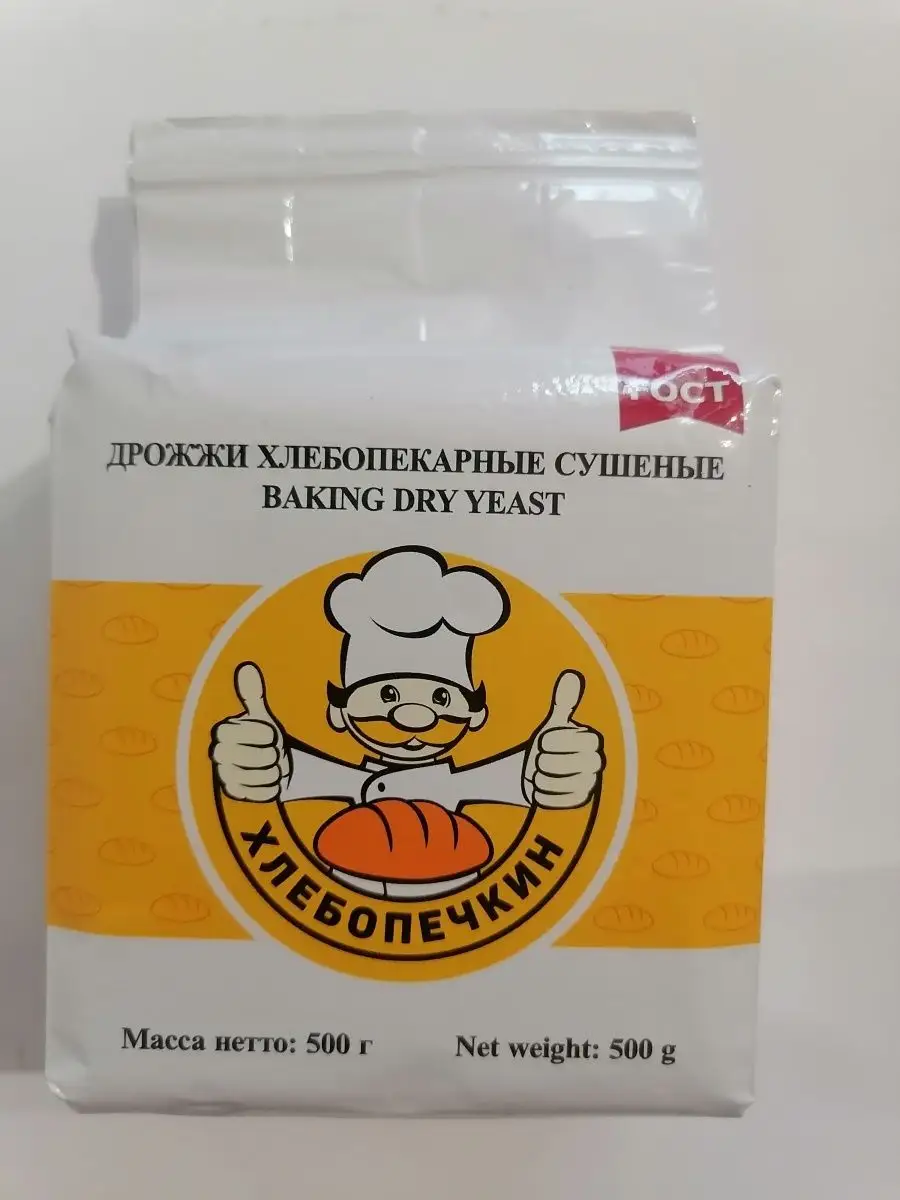 ГОСТ
ДРОЖЖИ ХЛЕБОПЕКАРНЫЕ СУШЕНЫЕ
BAKING DRY YEAST
ХЛЕБОПЕЧКИН
Масса нетто: 500 г
Net weight: 500 g